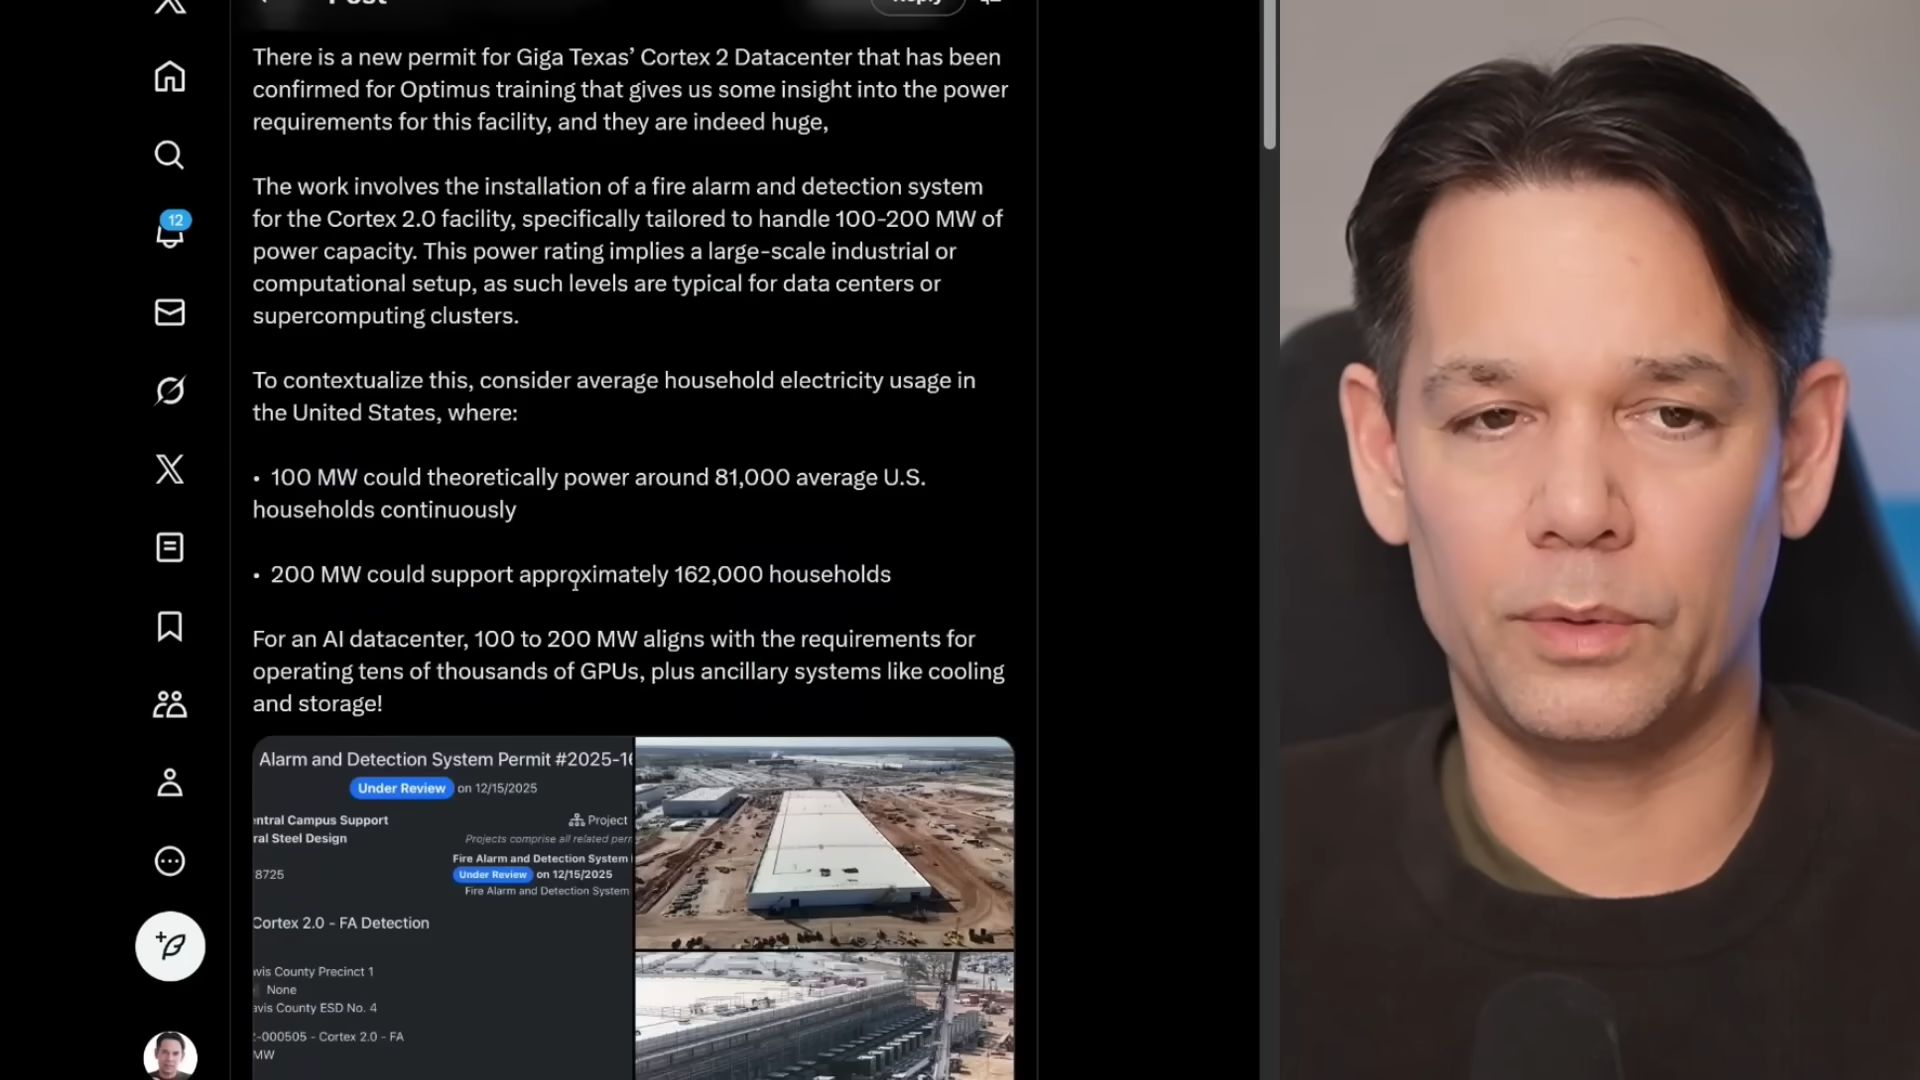 Post
Reply
There is a new permit for Giga Texas’ Cortex 2 Datacenter that has been
confirmed for Optimus training that gives us some insight into the power
requirements for this facility, and they are indeed huge,
The work involves the installation of a fire alarm and detection system
for the Cortex 2.0 facility, specifically tailored to handle 100-200 MW of
power capacity. This power rating implies a large-scale industrial or
computational setup, as such levels are typical for data centers or
supercomputing clusters.
To contextualize this, consider average household electricity usage in
the United States, where:
• 100 MW could theoretically power around 81,000 average U.S.
households continuously
• 200 MW could support approximately 162,000 households
For an AI datacenter, 100 to 200 MW aligns with the requirements for
operating tens of thousands of GPUs, plus ancillary systems like cooling
and storage!
12
Alarm and Detection System Permit #2025-16
Under Review on 12/15/2025
entral Campus Support
ral Steel Design
Project
Projects comprise all related perm
Fire Alarm and Detection System
8725
Under Review on 12/15/2025
Fire Alarm and Detection System
Cortex 2.0 - FA Detection
avis County Precinct 1
None
avis County ESD No. 4
-000505 - Cortex 2.0 - FA
MW